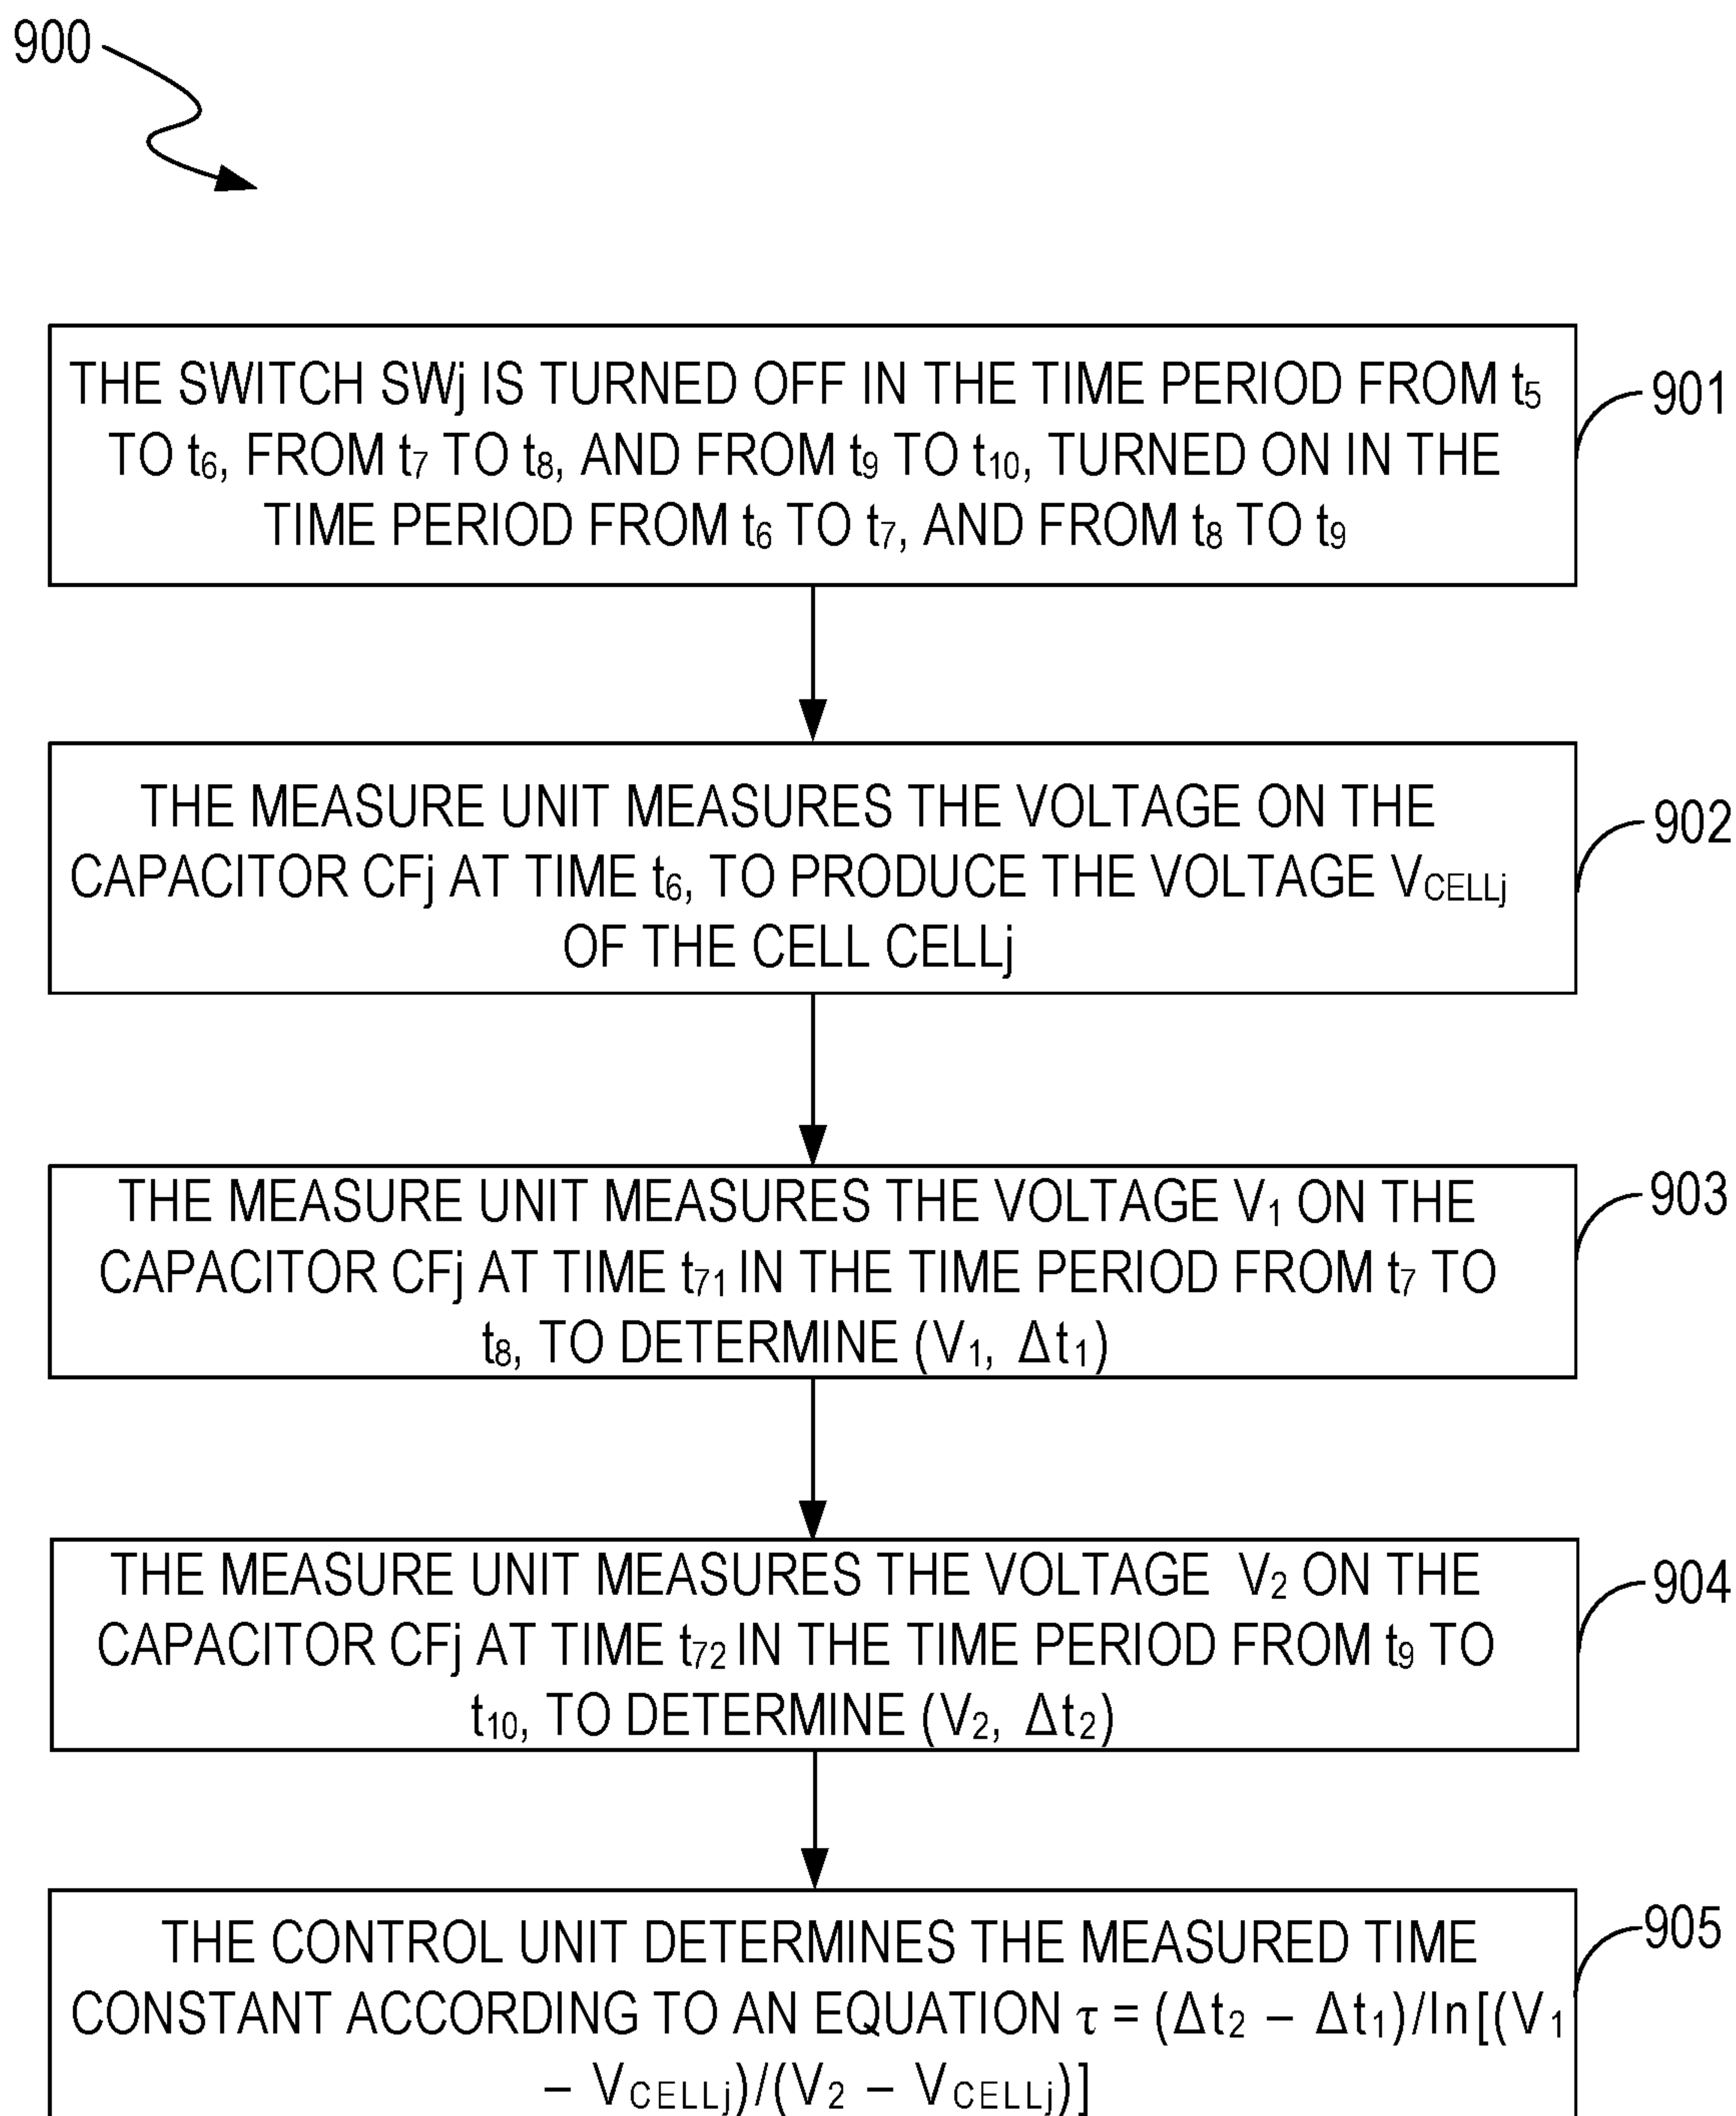 900
THE SWITCH SWj IS TURNED OFF IN THE TIME PERIOD FROM t₅
TO t₆, FROM t₇ TO t₈, AND FROM t₉ TO t₁₀, TURNED ON IN THE
TIME PERIOD FROM t₆ TO t₇, AND FROM t₈ TO t₉
901
THE MEASURE UNIT MEASURES THE VOLTAGE ON THE
CAPACITOR CFj AT TIME t₆, TO PRODUCE THE VOLTAGE VCELLj
OF THE CELL CELLj
902
THE MEASURE UNIT MEASURES THE VOLTAGE V₁ ON THE
CAPACITOR CFj AT TIME t₇₁ IN THE TIME PERIOD FROM t₇ TO
t₈, TO DETERMINE (V₁, Δt₁)
903
THE MEASURE UNIT MEASURES THE VOLTAGE V₂ ON THE
CAPACITOR CFj AT TIME t₇₂ IN THE TIME PERIOD FROM t₉ TO
t₁₀, TO DETERMINE (V₂, Δt₂)
904
THE CONTROL UNIT DETERMINES THE MEASURED TIME
CONSTANT ACCORDING TO AN EQUATION τ = (Δt₂ – Δt₁)/ln[(V₁
– VCELLj)/(V₂ – VCELLj)]
905